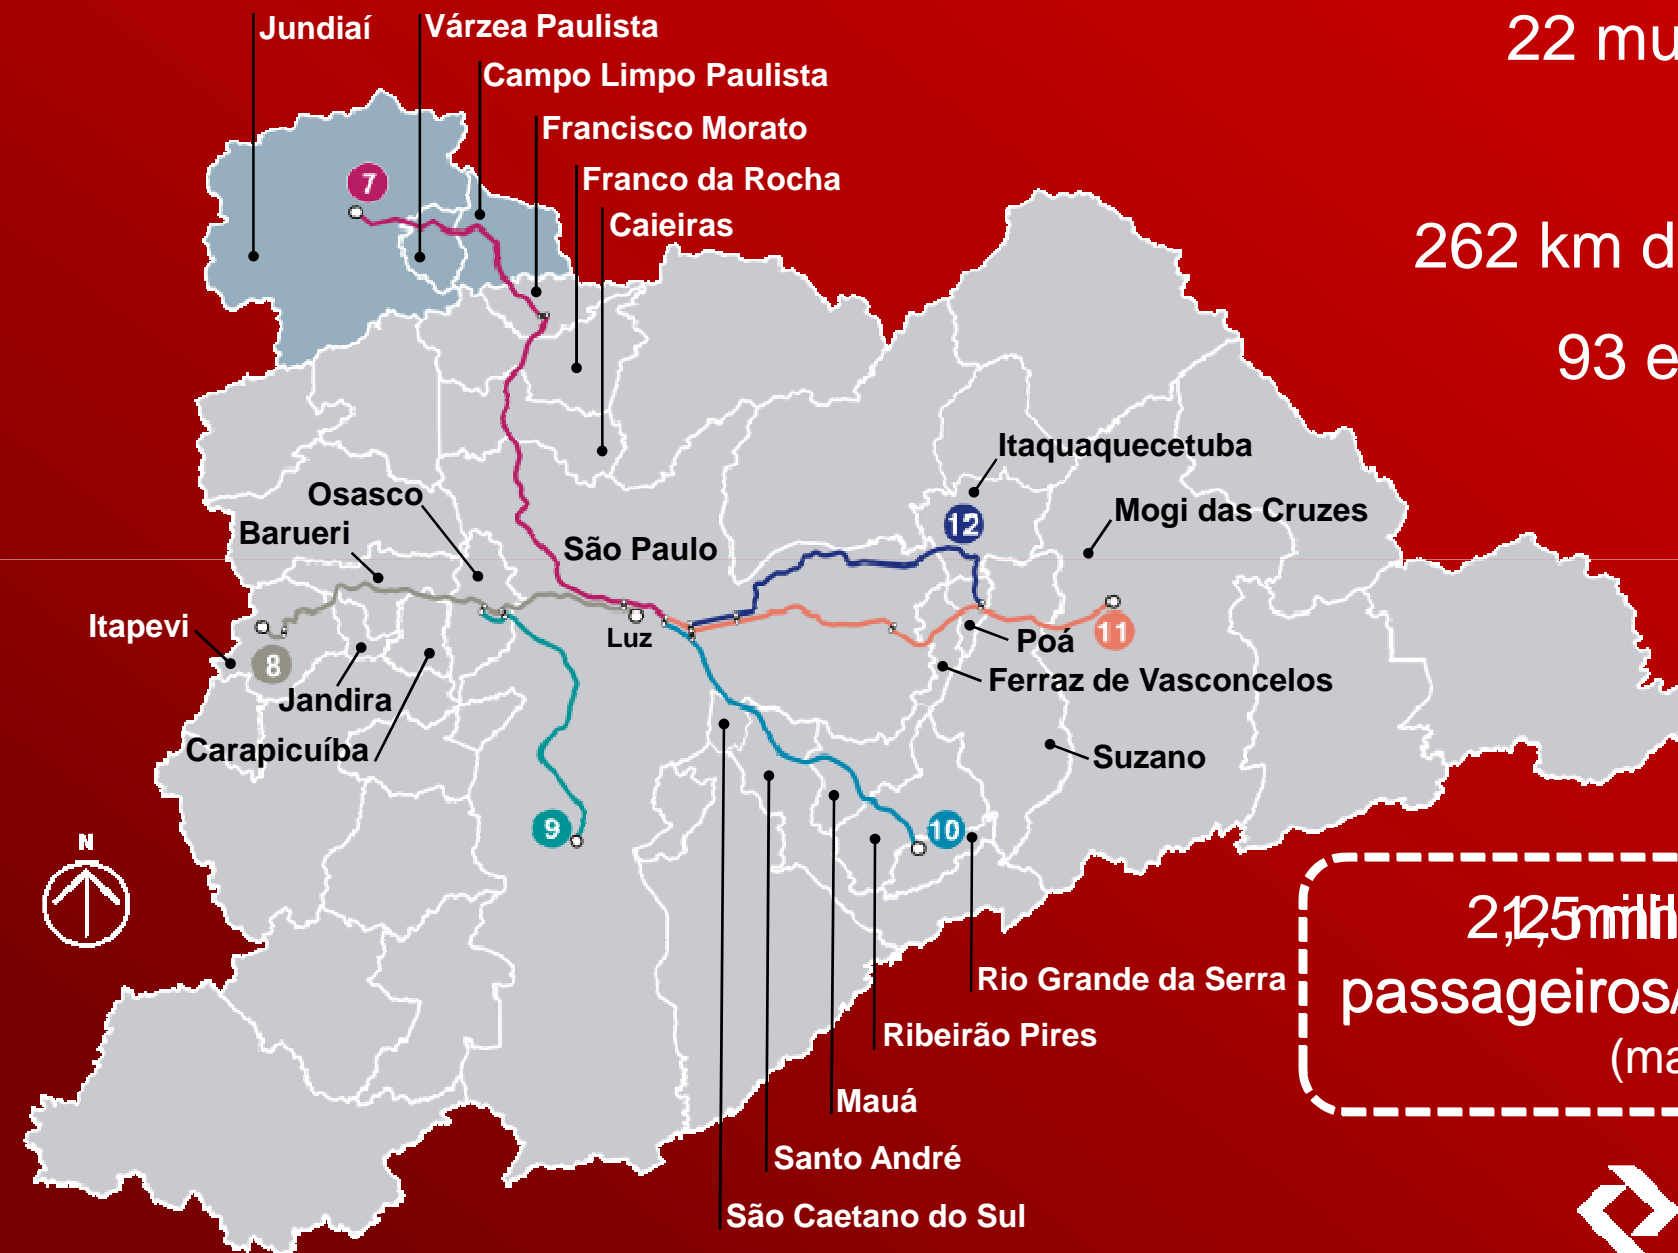 Jundiaí
Várzea Paulista
22 mu
Campo Limpo Paulista
Francisco Morato
7
Franco da Rocha
Caieiras
262 km d
93 e
Itaquaquecetuba
Osasco
Mogi das Cruzes
12
Barueri
São Paulo
Itapevi
Luz
Poá
11
8
Ferraz de Vasconcelos
Jandira
Carapicuíba
Suzano
9
10
N
passageiros/
Rio Grande da Serra
Ribeirão Pires
(ma
Mauá
Santo André
São Caetano do Sul